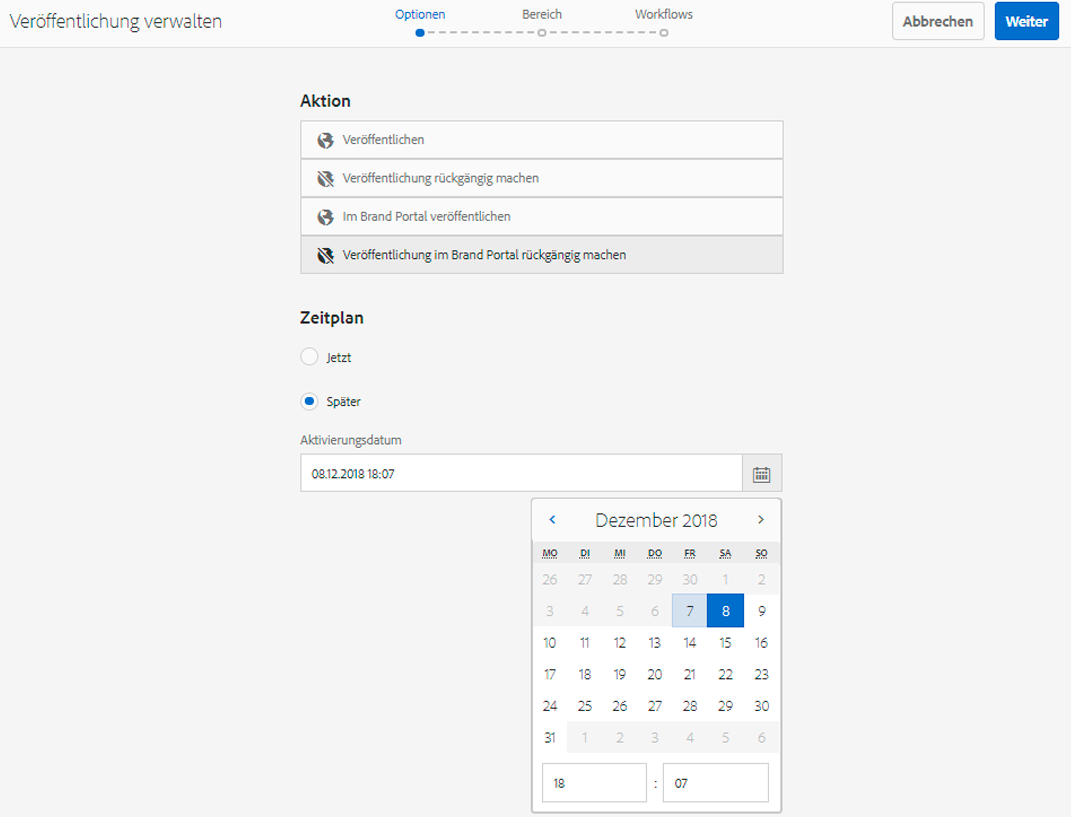 Veröffentlichung verwalten
Optionen Bereich Workflows
Abbrechen Weiter
Aktion
Veröffentlichen
Veröffentlichung rückgängig machen
Im Brand Portal veröffentlichen
Veröffentlichung im Brand Portal rückgängig machen
Zeitplan
Jetzt
Später
Aktivierungsdatum
08.12.2018 18:07
Dezember 2018
MO DI MI DO FR SA SO
26 27 28 29 30 1 2
3 4 5 6 7 8 9
10 11 12 13 14 15 16
17 18 19 20 21 22 23
24 25 26 27 28 29 30
31 1 2 3 4 5 6
18 : 07